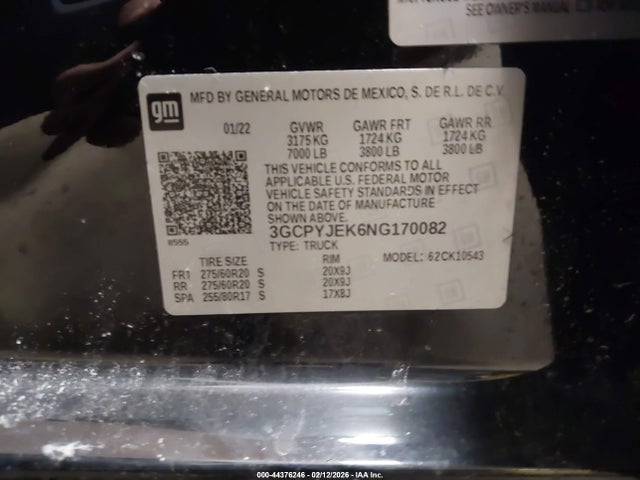 SEE OWNER'S MANUAL
gm
MFD BY GENERAL MOTORS DE MEXICO, S. DE R.L. DE C.V.
01/22 GVWR GAWR FRT GAWR RR
3175 KG 1724 KG 1724 KG
7000 LB 3800 LB 3800 LB
THIS VEHICLE CONFORMS TO ALL
APPLICABLE U.S. FEDERAL MOTOR
VEHICLE SAFETY STANDARDS IN EFFECT
ON THE DATE OF MANUFACTURE
SHOWN ABOVE.
8555
3GCPYJEK6NG170082
TYPE: TRUCK
TIRE SIZE RIM MODEL: 62CK10543
FRT 275/60R20 S 20X9J
RR 275/60R20 S 20X9J
SPA 255/80R17 S 17X8J
000-44376246 - 02/12/2026 - IAA Inc.